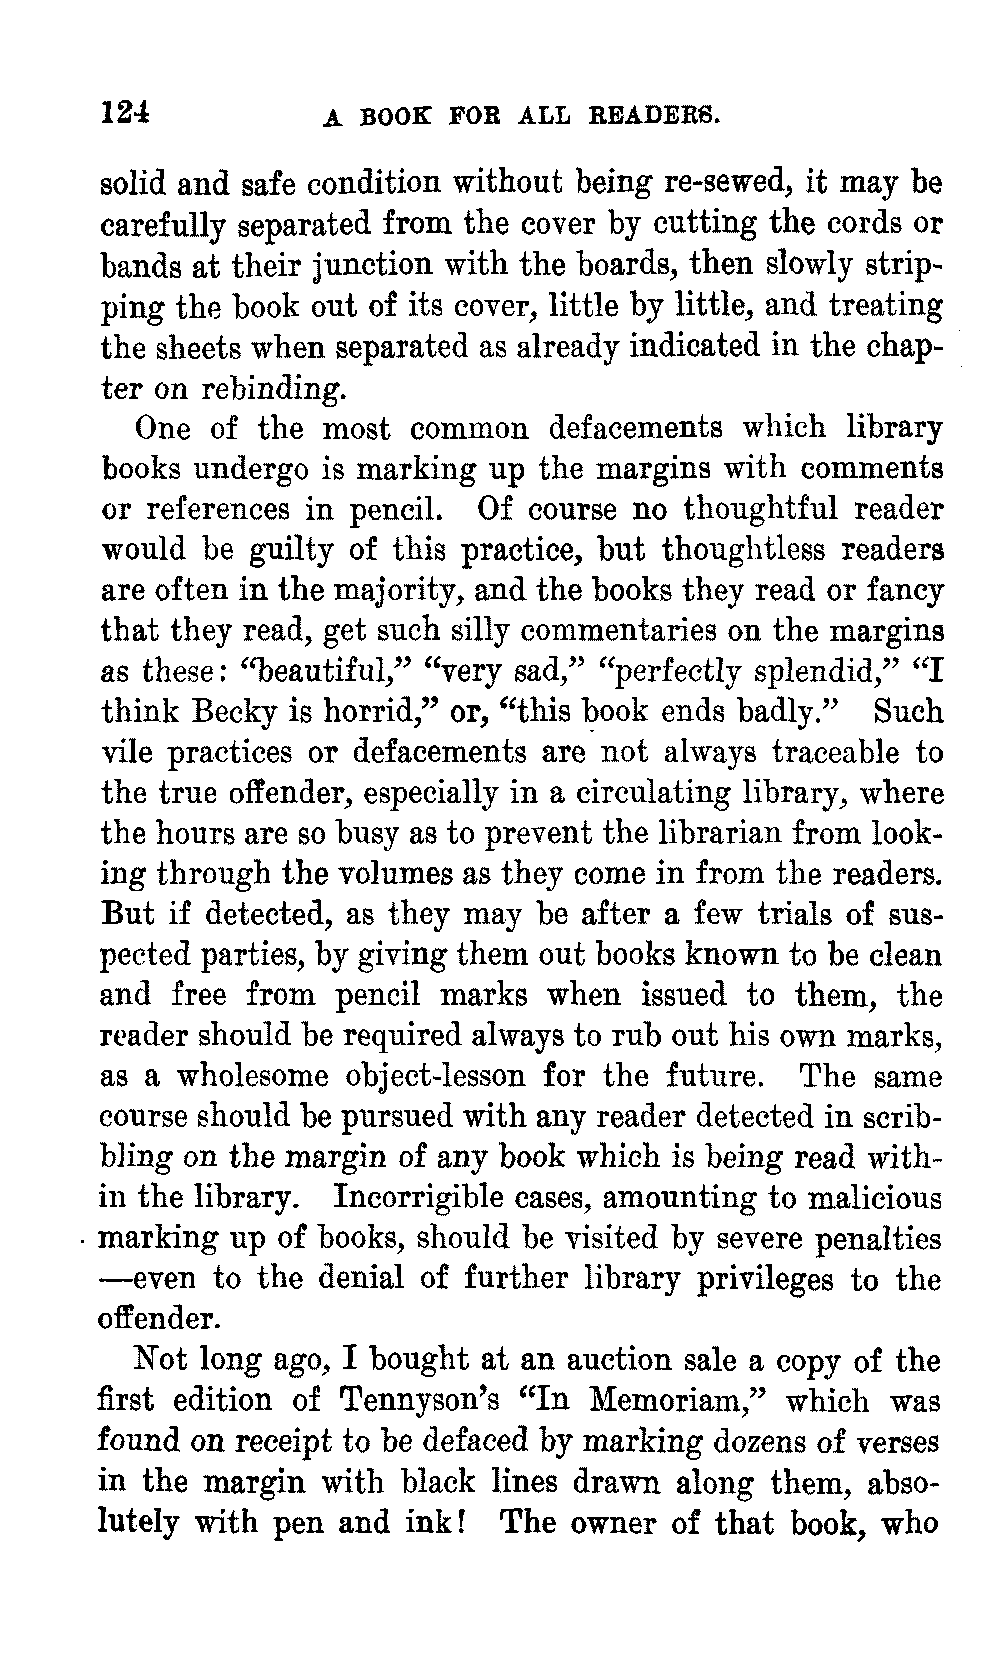 124 A BOOK FOR ALL READERS.
solid and safe condition without being re-sewed, it may be
carefully separated from the cover by cutting the cords or
bands at their junction with the boards, then slowly strip-
ping the book out of its cover, little by little, and treating
the sheets when separated as already indicated in the chap-
ter on rebinding.
One of the most common defacements which library
books undergo is marking up the margins with comments
or references in pencil. Of course no thoughtful reader
would be guilty of this practice, but thoughtless readers
are often in the majority, and the books they read or fancy
that they read, get such silly commentaries on the margins
as these: “beautiful,” “very sad,” “perfectly splendid,” “I
think Becky is horrid,” or, “this book ends badly.” Such
vile practices or defacements are not always traceable to
the true offender, especially in a circulating library, where
the hours are so busy as to prevent the librarian from look-
ing through the volumes as they come in from the readers.
But if detected, as they may be after a few trials of sus-
pected parties, by giving them out books known to be clean
and free from pencil marks when issued to them, the
reader should be required always to rub out his own marks,
as a wholesome object-lesson for the future. The same
course should be pursued with any reader detected in scrib-
bling on the margin of any book which is being read with-
in the library. Incorrigible cases, amounting to malicious
marking up of books, should be visited by severe penalties
—even to the denial of further library privileges to the
offender.
Not long ago, I bought at an auction sale a copy of the
first edition of Tennyson’s “In Memoriam,” which was
found on receipt to be defaced by marking dozens of verses
in the margin with black lines drawn along them, abso-
lutely with pen and ink! The owner of that book, who